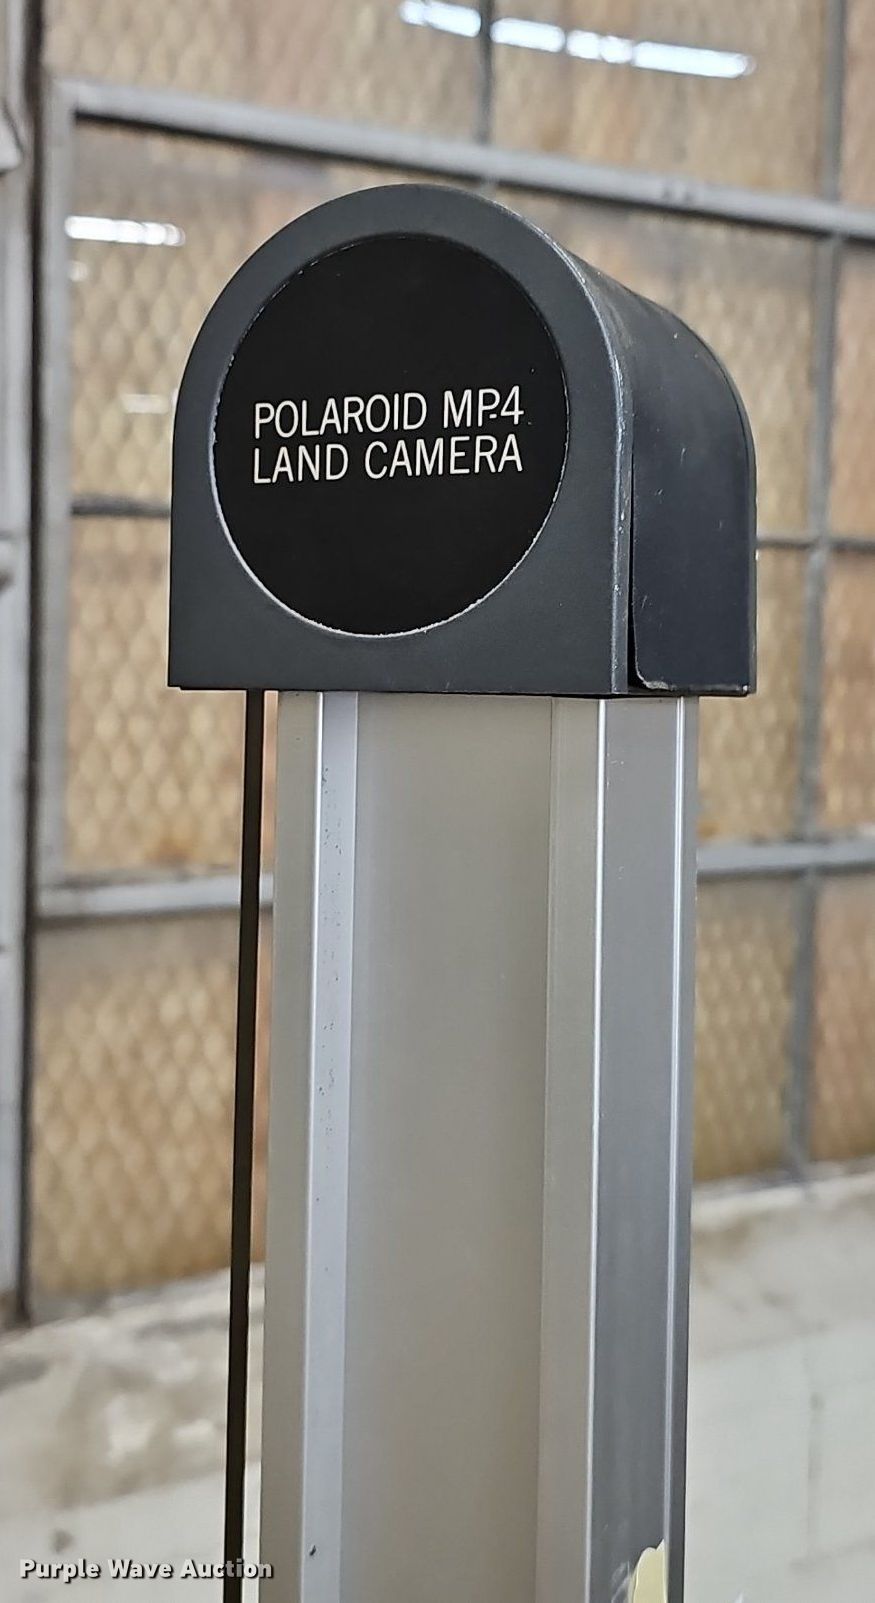 POLAROID MP-4
LAND CAMERA
Purple Wave Auction